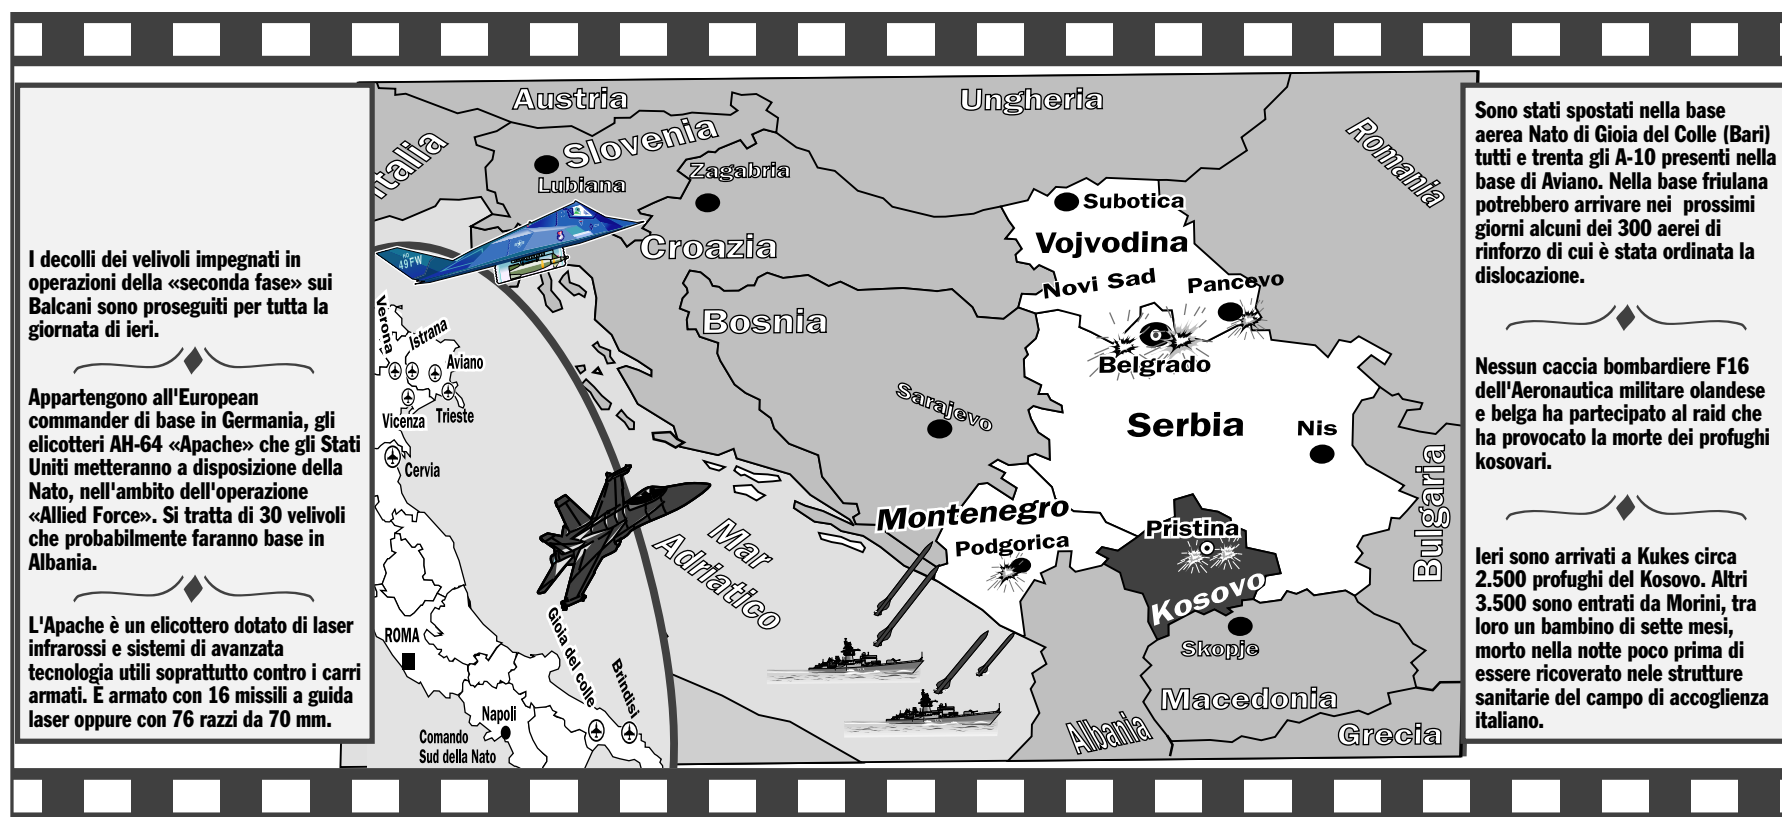 I decolli dei velivoli impegnati in
operazioni della «seconda fase» sui
Balcani sono proseguiti per tutta la
giornata di ieri.
Appartengono all'European
commander di base in Germania, gli
elicotteri AH-64 «Apache» che gli Stati
Uniti metteranno a disposizione della
Nato, nell'ambito dell'operazione
«Allied Force». Si tratta di 30 velivoli
che probabilmente faranno base in
Albania.
L'Apache è un elicottero dotato di laser
infrarossi e sistemi di avanzata
tecnologia utili soprattutto contro i carri
armati. E armato con 16 missili a guida
laser oppure con 76 razzi da 70 mm.
Austria
Ungheria
Italia
Slovenia
Romania
Lubiana
Zagabria
Subotica
Croazia
Vojvodina
49FW
Novi Sad
Pancevo
Verona
Istrana
Bosnia
Aviano
Belgrado
Vicenza
Trieste
Sarajevo
Serbia
Nis
Cervia
Bulgaria
Montenegro
Mar
Adriatico
Pristina
Podgorica
Kosovo
ROMA
Gioia del colle
Brindisi
Skopje
Macedonia
Napoli
Comando
Sud della Nato
Albania
Grecia
Sono stati spostati nella base
aerea Nato di Gioia del Colle (Bari)
tutti e trenta gli A-10 presenti nella
base di Aviano. Nella base friulana
potrebbero arrivare nei prossimi
giorni alcuni dei 300 aerei di
rinforzo di cui è stata ordinata la
dislocazione.
Nessun caccia bombardiere F16
dell'Aeronautica militare olandese
e belga ha partecipato al raid che
ha provocato la morte dei profughi
kosovari.
Ieri sono arrivati a Kukes circa
2.500 profughi del Kosovo. Altri
3.500 sono entrati da Morini, tra
loro un bambino di sette mesi,
morto nella notte poco prima di
essere ricoverato nele strutture
sanitarie del campo di accoglienza
italiano.